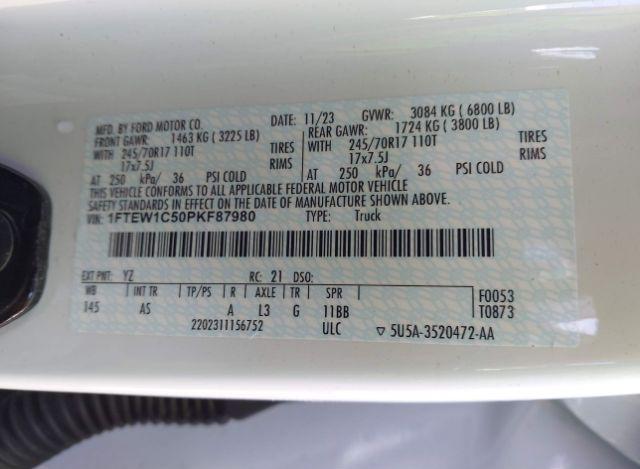 MFD. BY FORD MOTOR CO. DATE: 11/23 GVWR: 3084 KG ( 6800 LB)
FRONT GAWR: 1463 KG ( 3225 LB) REAR GAWR: 1724 KG ( 3800 LB)
WITH 245/70R17 110T TIRES WITH 245/70R17 110T TIRES
17x7.5J RIMS 17x7.5J RIMS
AT 250 kPa/ 36 PSI COLD AT 250 kPa/ 36 PSI COLD
THIS VEHICLE CONFORMS TO ALL APPLICABLE FEDERAL MOTOR VEHICLE
SAFETY STANDARDS IN EFFECT ON THE DATE OF MANUFACTURE SHOWN ABOVE.
VIN: 1FTEW1C50PKF87980 TYPE: Truck
EXT PNT: YZ RC: 21 DSO:
WB INT TR TP/PS R AXLE TR SPR F0053
145 AS A L3 G 11BB T0873
2202311156752 ULC ▽ 5U5A-3520472-AA